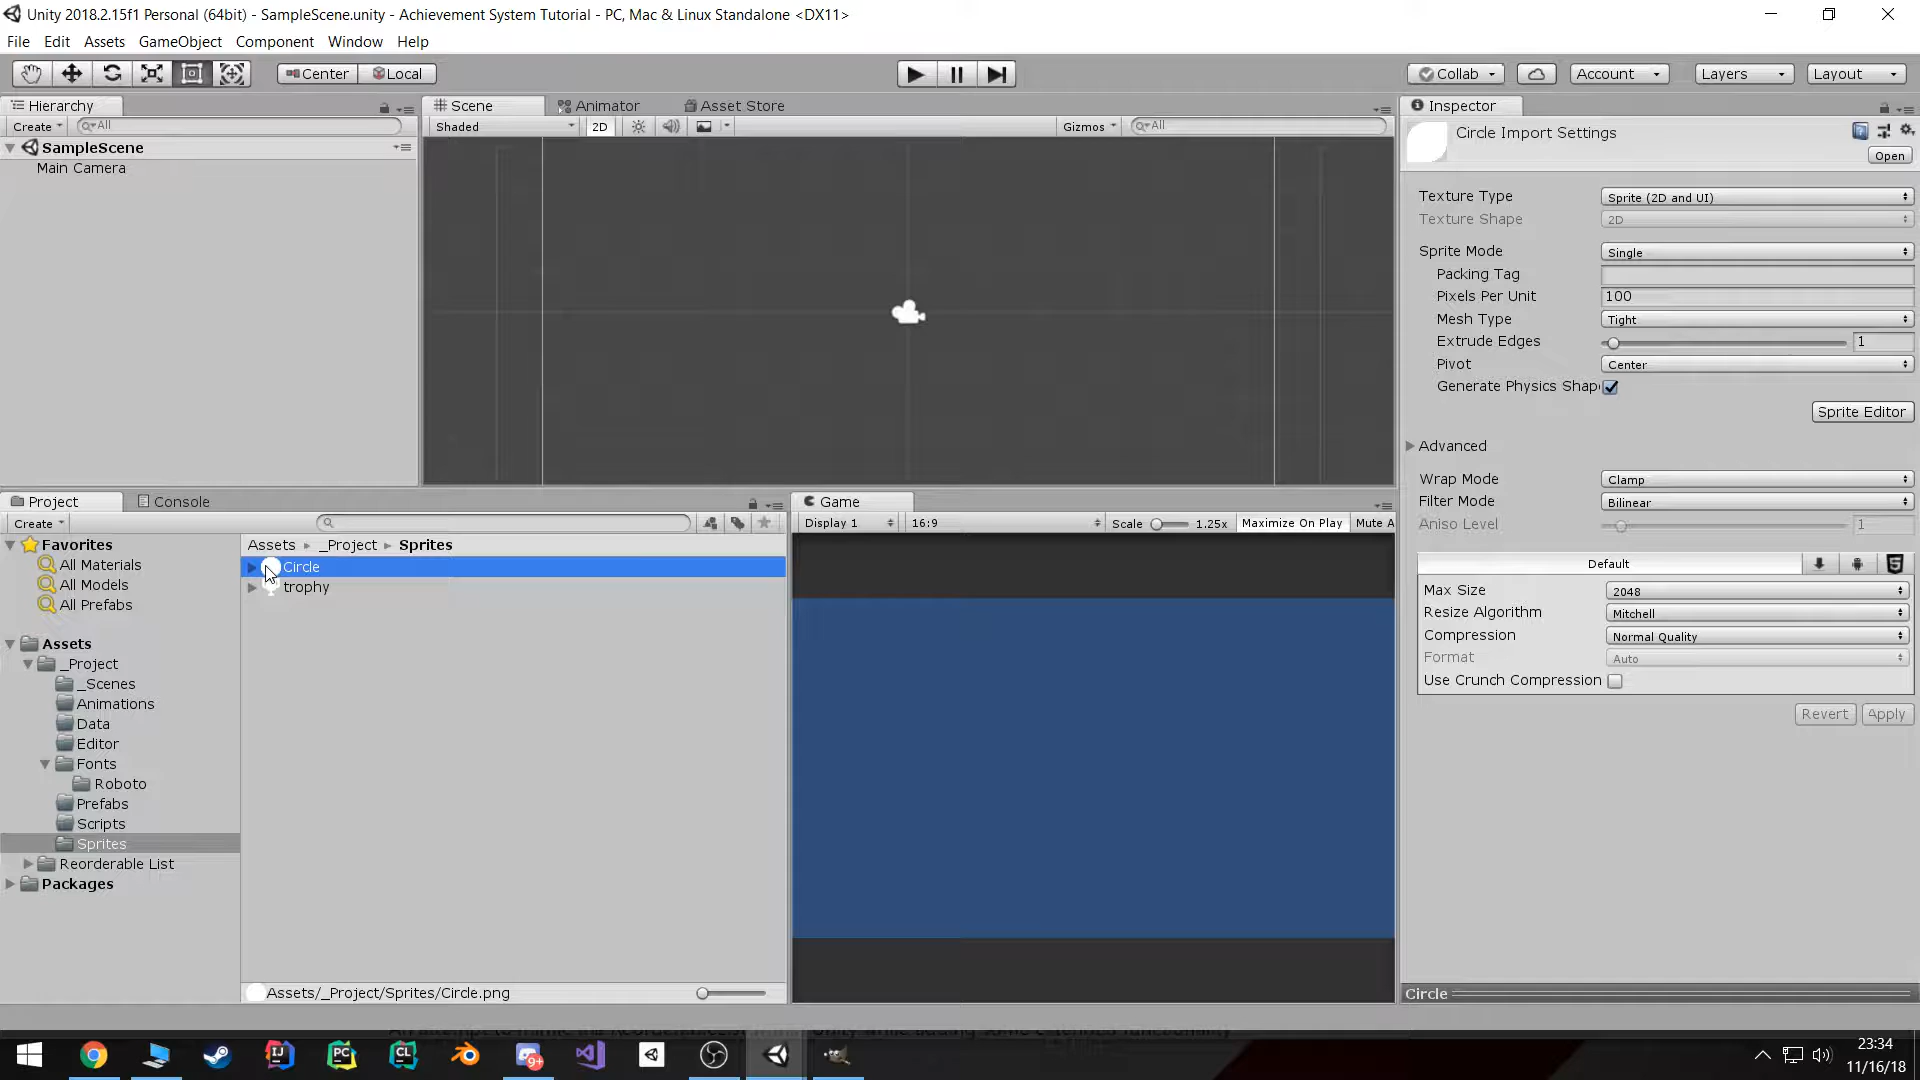 Unity 2018.2.15f1 Personal (64bit) - SampleScene.unity - Achievement System Tutorial - PC, Mac & Linux Standalone <DX11>
File Edit Assets GameObject Component Window Help
Center Local Collab Account Layers Layout
Hierarchy
Create All
SampleScene
Main Camera
Scene Animator Asset Store
Shaded 2D Gizmos All
Inspector
Circle Import Settings
Open
Texture Type Sprite (2D and UI)
Texture Shape 2D
Sprite Mode Single
Packing Tag
Pixels Per Unit 100
Mesh Type Tight
Extrude Edges 1
Pivot Center
Generate Physics Shap
Sprite Editor
Advanced
Wrap Mode Clamp
Filter Mode Bilinear
Aniso Level 1
Default
Max Size 2048
Resize Algorithm Mitchell
Compression Normal Quality
Format Auto
Use Crunch Compression
Revert Apply
Circle
Project Console
Create
Favorites
All Materials
All Models
All Prefabs
Assets
_Project
_Scenes
Animations
Data
Editor
Fonts
Roboto
Prefabs
Scripts
Sprites
Reorderable List
Packages
Assets _Project Sprites
Circle
trophy
Assets/_Project/Sprites/Circle.png
Game
Display 1 16:9 Scale 1.25x Maximize On Play Mute A
IJ PC CL 9+
23:34
11/16/18